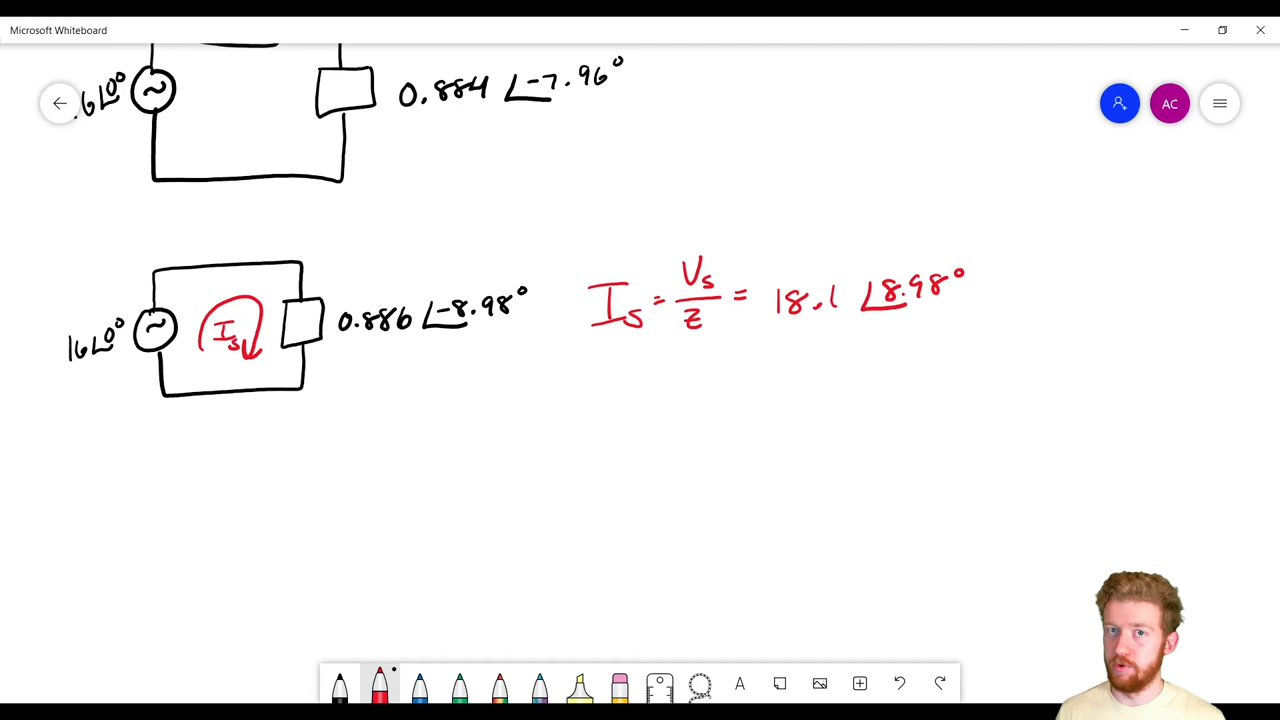 Microsoft Whiteboard
.6∠0°
~
0.884 ∠-7.96°
AC
16∠0°
~
Is
0.886 ∠-8.98°
Is = Vs/z = 18.1 ∠8.98°
A